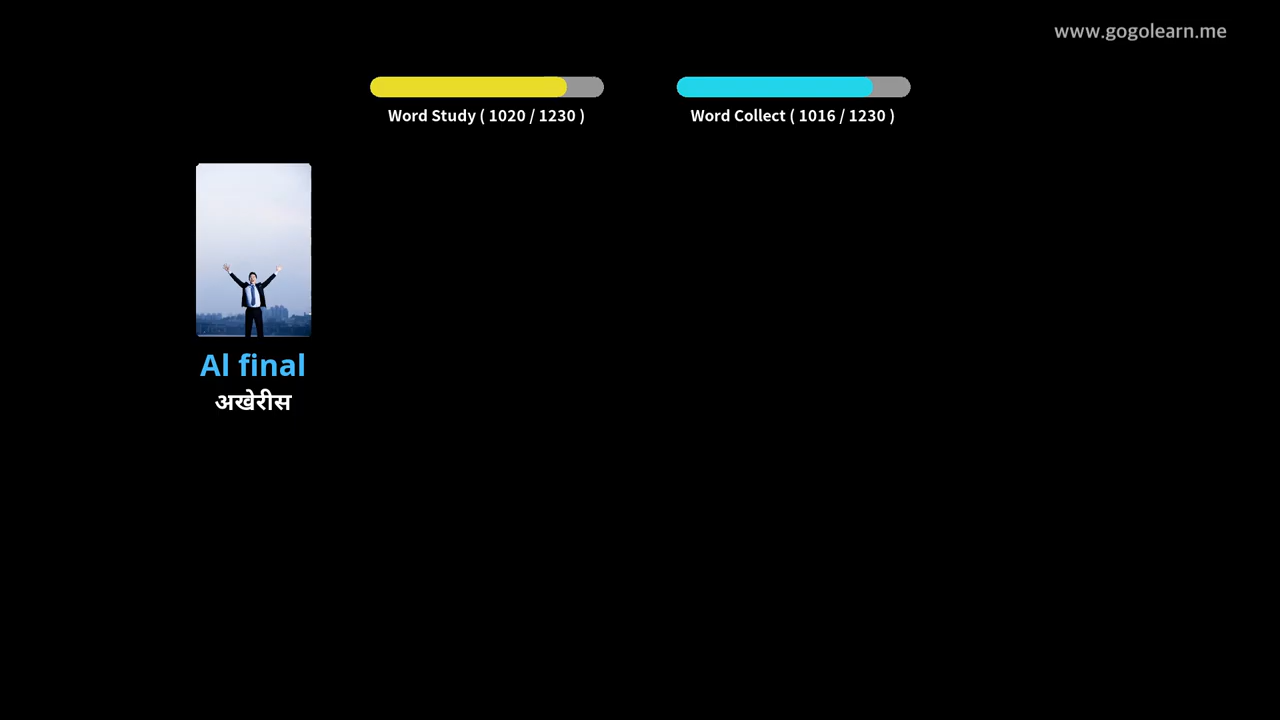 www.gogolearn.me
Word Study ( 1020 / 1230 )
Word Collect ( 1016 / 1230 )
Al final
अखेरीस